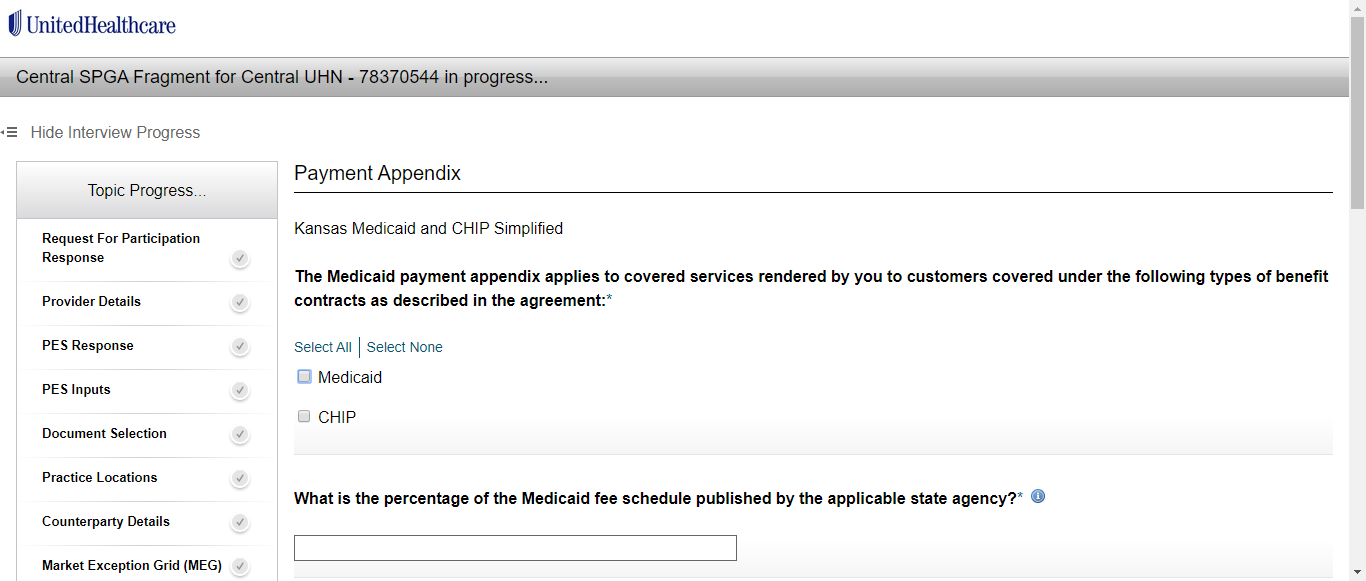 UnitedHealthcare
Central SPGA Fragment for Central UHN - 78370544 in progress...
Hide Interview Progress
Topic Progress...
Request For Participation
Response
Provider Details
PES Response
PES Inputs
Document Selection
Practice Locations
Counterparty Details
Market Exception Grid (MEG)
Payment Appendix
Kansas Medicaid and CHIP Simplified
The Medicaid payment appendix applies to covered services rendered by you to customers covered under the following types of benefit
contracts as described in the agreement:*
Select All | Select None
Medicaid
CHIP
What is the percentage of the Medicaid fee schedule published by the applicable state agency?*